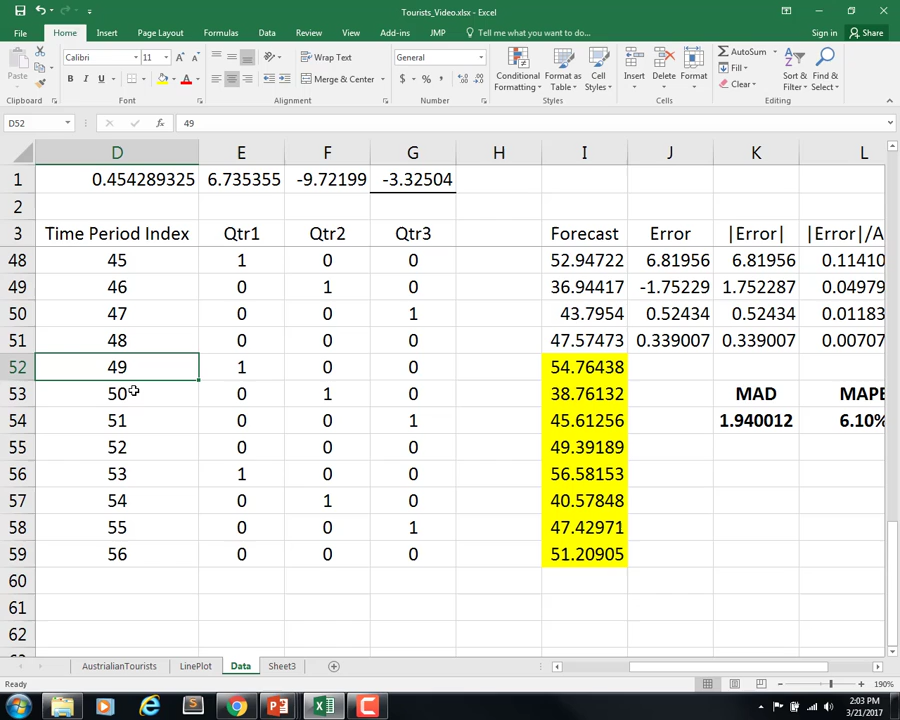 Tourists_Video.xlsx - Excel
File Home Insert Page Layout Formulas Data Review View Add-ins JMP Tell me what you want to do... Sign in Share
Paste Calibri 11 A A Wrap Text General Conditional Formatting Format as Table Cell Styles Insert Delete Format AutoSum Fill Clear Sort & Filter Find & Select
B I U A Merge & Center $ % ,
Clipboard Font Alignment Number Styles Cells Editing
D52 fx 49
D E F G H I J K L
1 0.454289325 6.735355 -9.72199 -3.32504
2
3 Time Period Index Qtr1 Qtr2 Qtr3 Forecast Error |Error| |Error|/A
48 45 1 0 0 52.94722 6.81956 6.81956 0.11410
49 46 0 1 0 36.94417 -1.75229 1.752287 0.04979
50 47 0 0 1 43.7954 0.52434 0.52434 0.01183
51 48 0 0 0 47.57473 0.339007 0.339007 0.00707
52 49 1 0 0 54.76438
53 50 0 1 0 38.76132 MAD MAPE
54 51 0 0 1 45.61256 1.940012 6.10%
55 52 0 0 0 49.39189
56 53 1 0 0 56.58153
57 54 0 1 0 40.57848
58 55 0 0 1 47.42971
59 56 0 0 0 51.20905
60
61
62
AustrialianTourists LinePlot Data Sheet3
Ready 190%
2:03 PM
3/21/2017